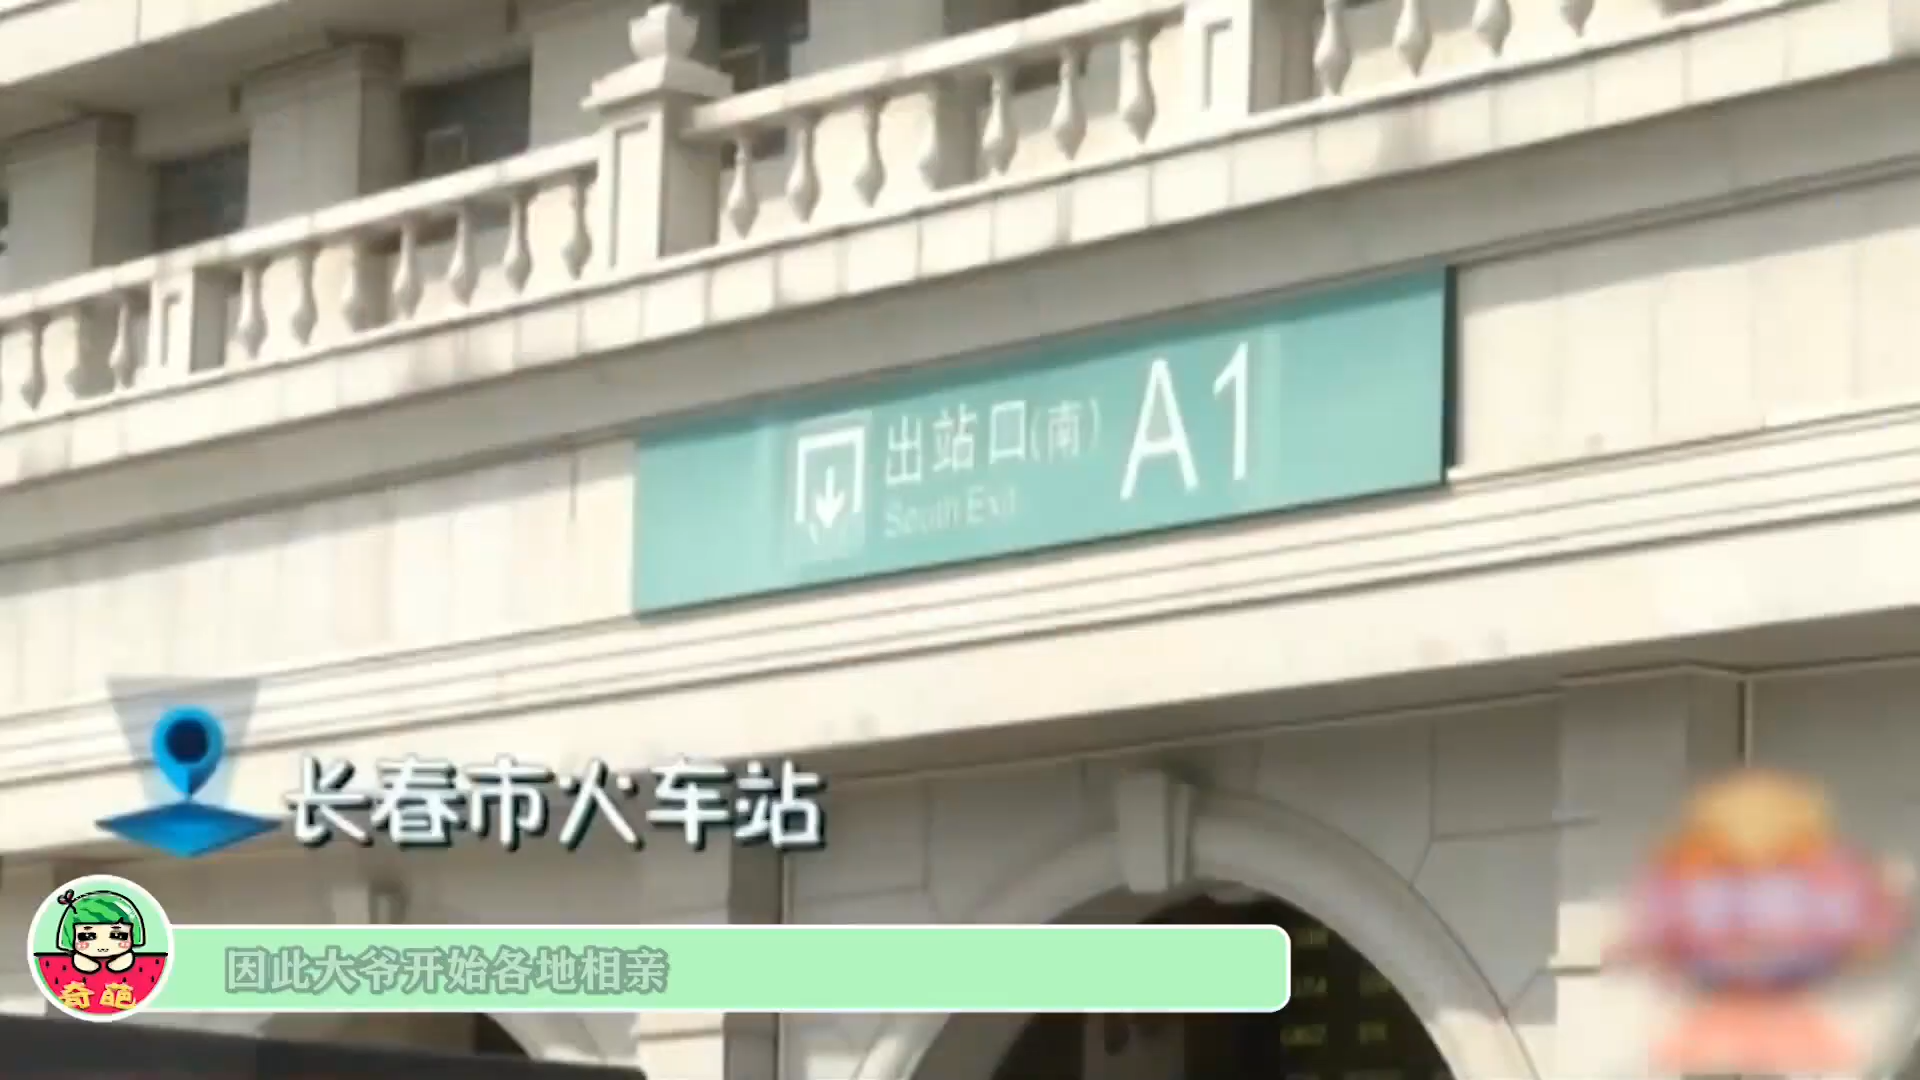 出站口(南) A1
South Exit
长春市火车站
因此大爷开始各地相亲
奇葩